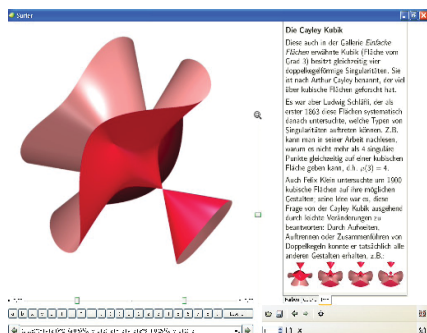 Surfer
Die Cayley Kubik
Diese auch in der Gallerie Einfache
Flächen erwähnte Kubik (Fläche vom
Grad 3) besitzt gleichzeitig vier
doppelkegelförmige Singularitäten. Sie
ist nach Arthur Cayley benannt, der viel
über kubische Flächen geforscht hat.
Es war aber Ludwig Schläfli, der als
erster 1863 diese Flächen systematisch
danach untersuchte, welche Typen von
Singularitäten auftreten können. Z.B.
kann man in seiner Arbeit nachlesen,
warum es nicht mehr als 4 singuläre
Punkte gleichzeitig auf einer kubischen
Fläche geben kann, d.h. μ(3) = 4.
Auch Felix Klein untersuchte um 1900
kubische Flächen auf ihre möglichen
Gestalten; seine Idee war es, diese
Frage von der Cayley Kubik ausgehend
durch leichte Veränderungen zu
beantworten: Durch Aufweiten,
Auftrennen oder Zusammenführen von
Doppelkegeln konnte er tatsächlich alle
anderen Gestalten erhalten, z.B.: